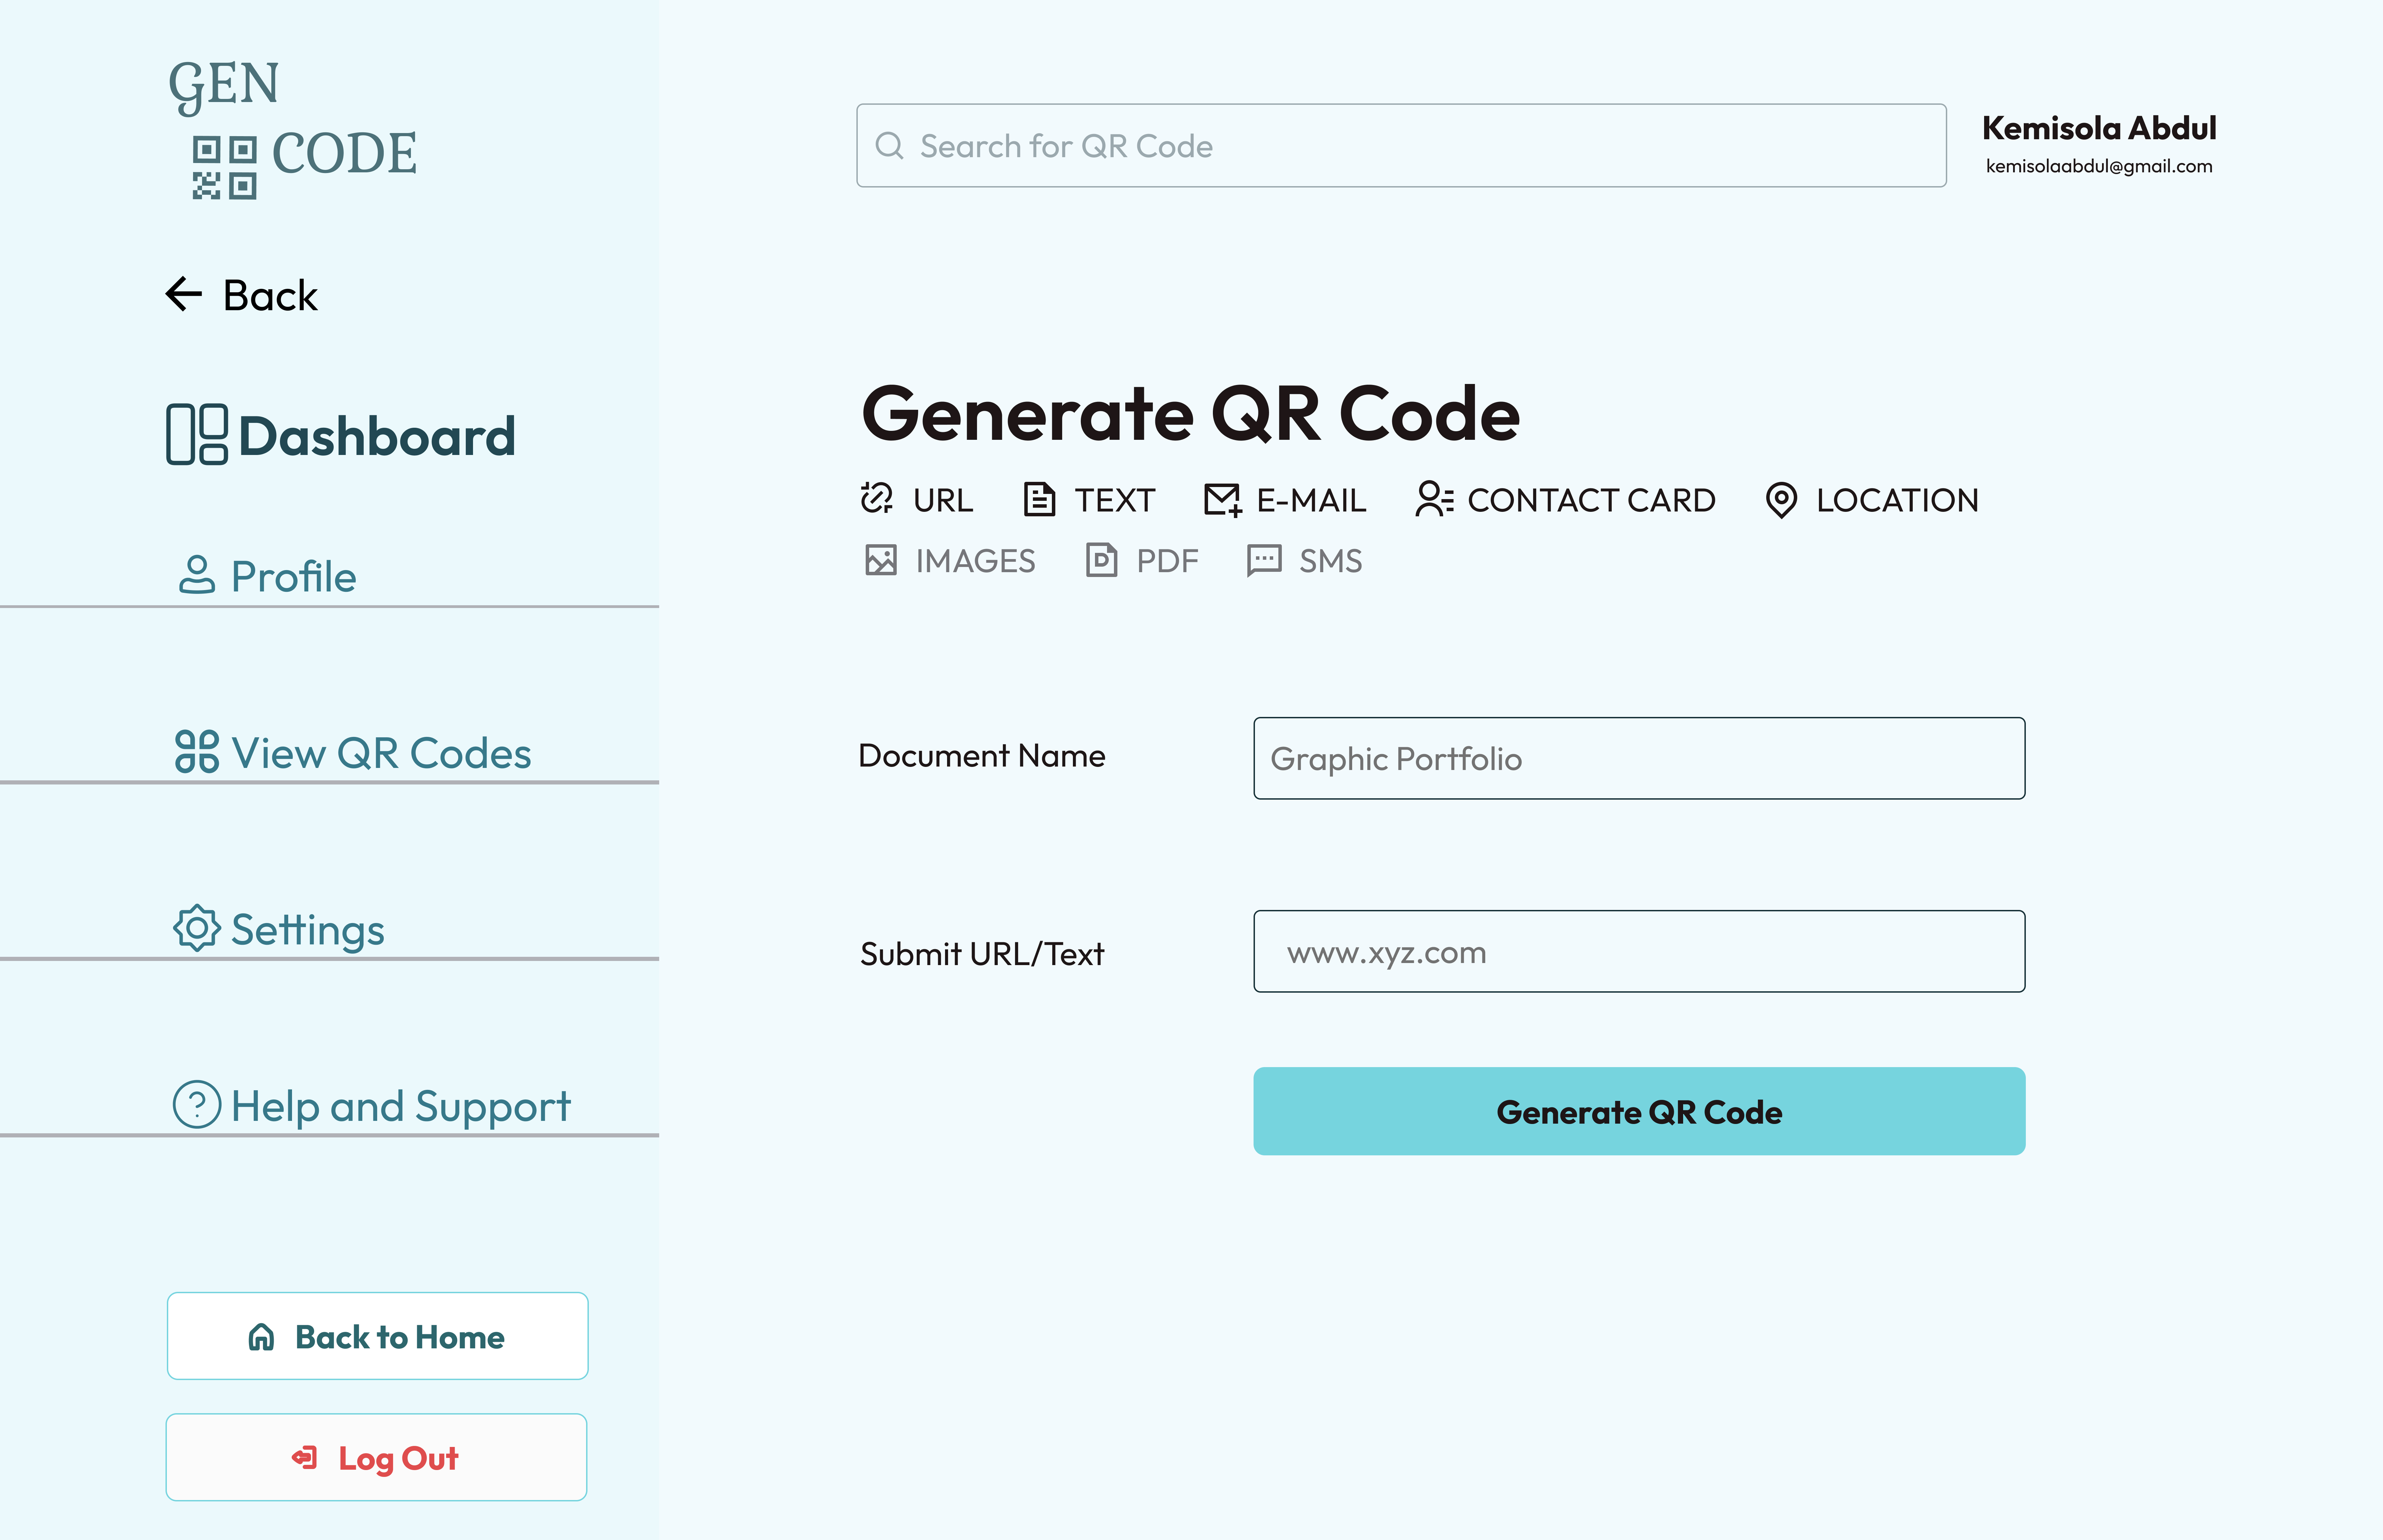 GEN
CODE
Back
Dashboard
Profile
View QR Codes
Settings
Help and Support
Back to Home
Log Out
Search for QR Code
Kemisola Abdul
kemisolaabdul@gmail.com
Generate QR Code
URL TEXT E-MAIL CONTACT CARD LOCATION
IMAGES PDF SMS
Document Name Graphic Portfolio
Submit URL/Text www.xyz.com
Generate QR Code